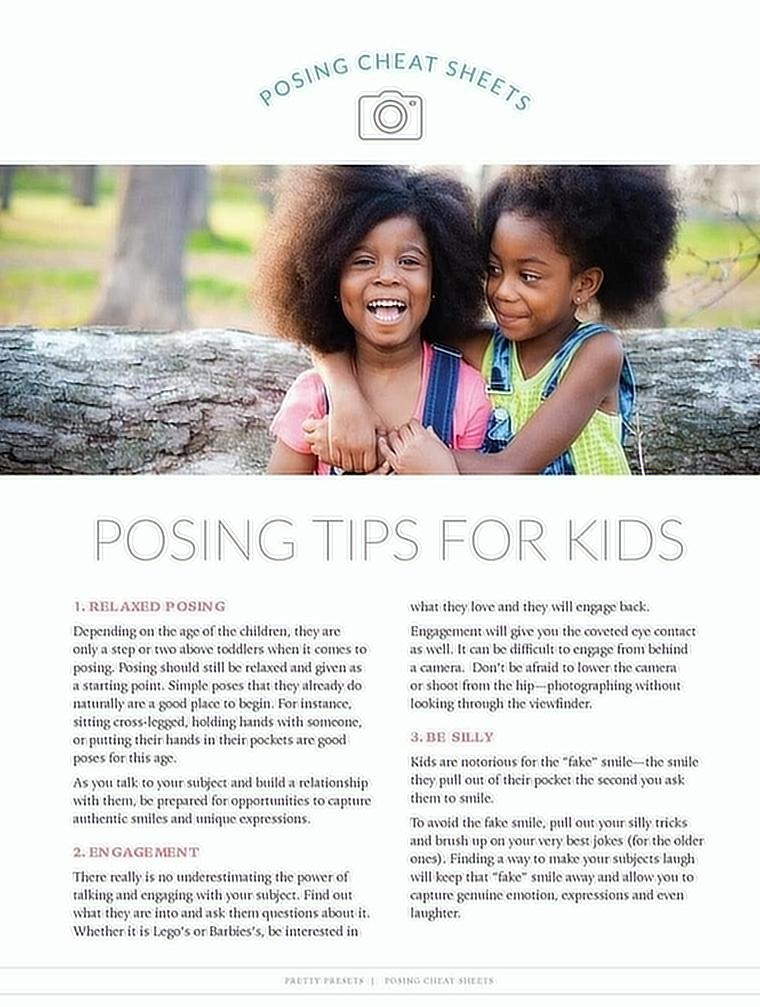 POSING CHEAT SHEETS
POSING TIPS FOR KIDS
1. RELAXED POSING
Depending on the age of the children, they are
only a step or two above toddlers when it comes to
posing. Posing should still be relaxed and given as
a starting point. Simple poses that they already do
naturally are a good place to begin. For instance,
sitting cross-legged, holding hands with someone,
or putting their hands in their pockets are good
poses for this age.
As you talk to your subject and build a relationship
with them, be prepared for opportunities to capture
authentic smiles and unique expressions.
2. ENGAGEMENT
There really is no underestimating the power of
talking and engaging with your subject. Find out
what they are into and ask them questions about it.
Whether it is Lego's or Barbies's, be interested in
what they love and they will engage back.
Engagement will give you the coveted eye contact
as well. It can be difficult to engage from behind
a camera. Don't be afraid to lower the camera
or shoot from the hip—photographing without
looking through the viewfinder.
3. BE SILLY
Kids are notorious for the "fake" smile—the smile
they pull out of their pocket the second you ask
them to smile.
To avoid the fake smile, pull out your silly tricks
and brush up on your very best jokes (for the older
ones). Finding a way to make your subjects laugh
will keep that "fake" smile away and allow you to
capture genuine emotion, expressions and even
laughter.
PRETTY PRESETS | POSING CHEAT SHEETS